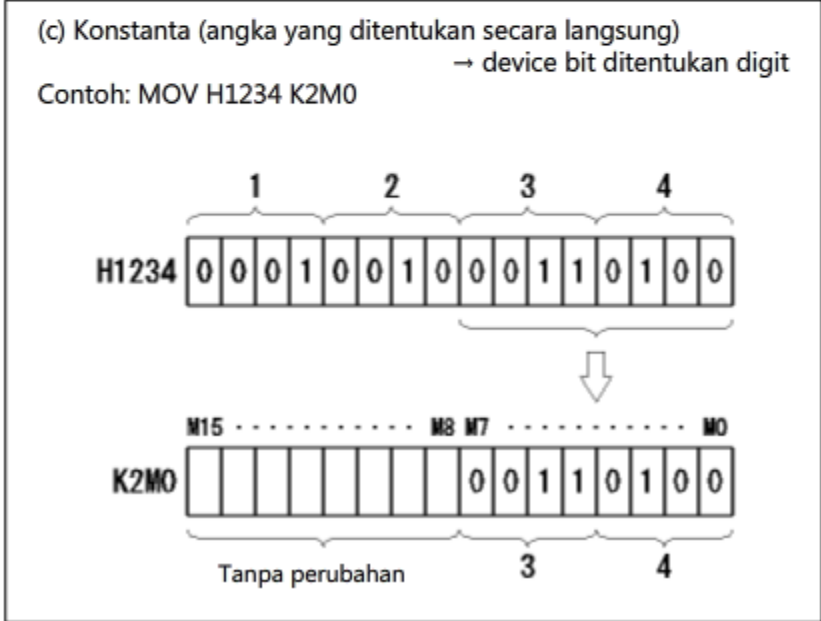 (c) Konstanta (angka yang ditentukan secara langsung)
→ device bit ditentukan digit
Contoh: MOV H1234 K2M0
1 2 3 4
H1234 0 0 0 1 0 0 1 0 0 0 1 1 0 1 0 0
M15 · · · · · · · · · · · · M8 M7 · · · · · · · · · · · · M0
K2M0 0 0 1 1 0 1 0 0
Tanpa perubahan 3 4